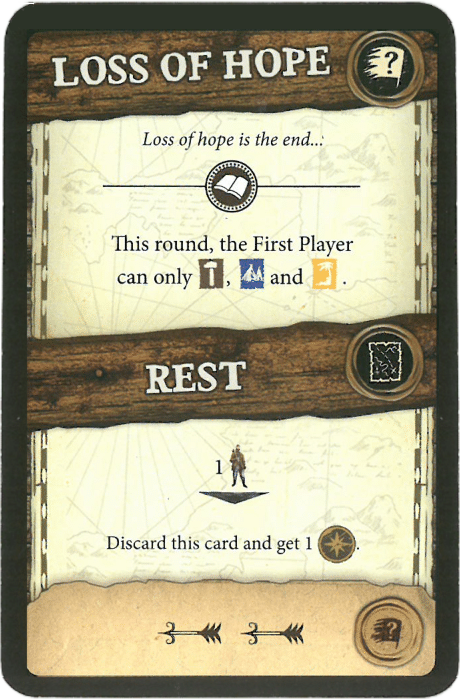 LOSS OF HOPE
?
Loss of hope is the end...
This round, the First Player
can only , and .
REST
1
Discard this card and get 1 .
?